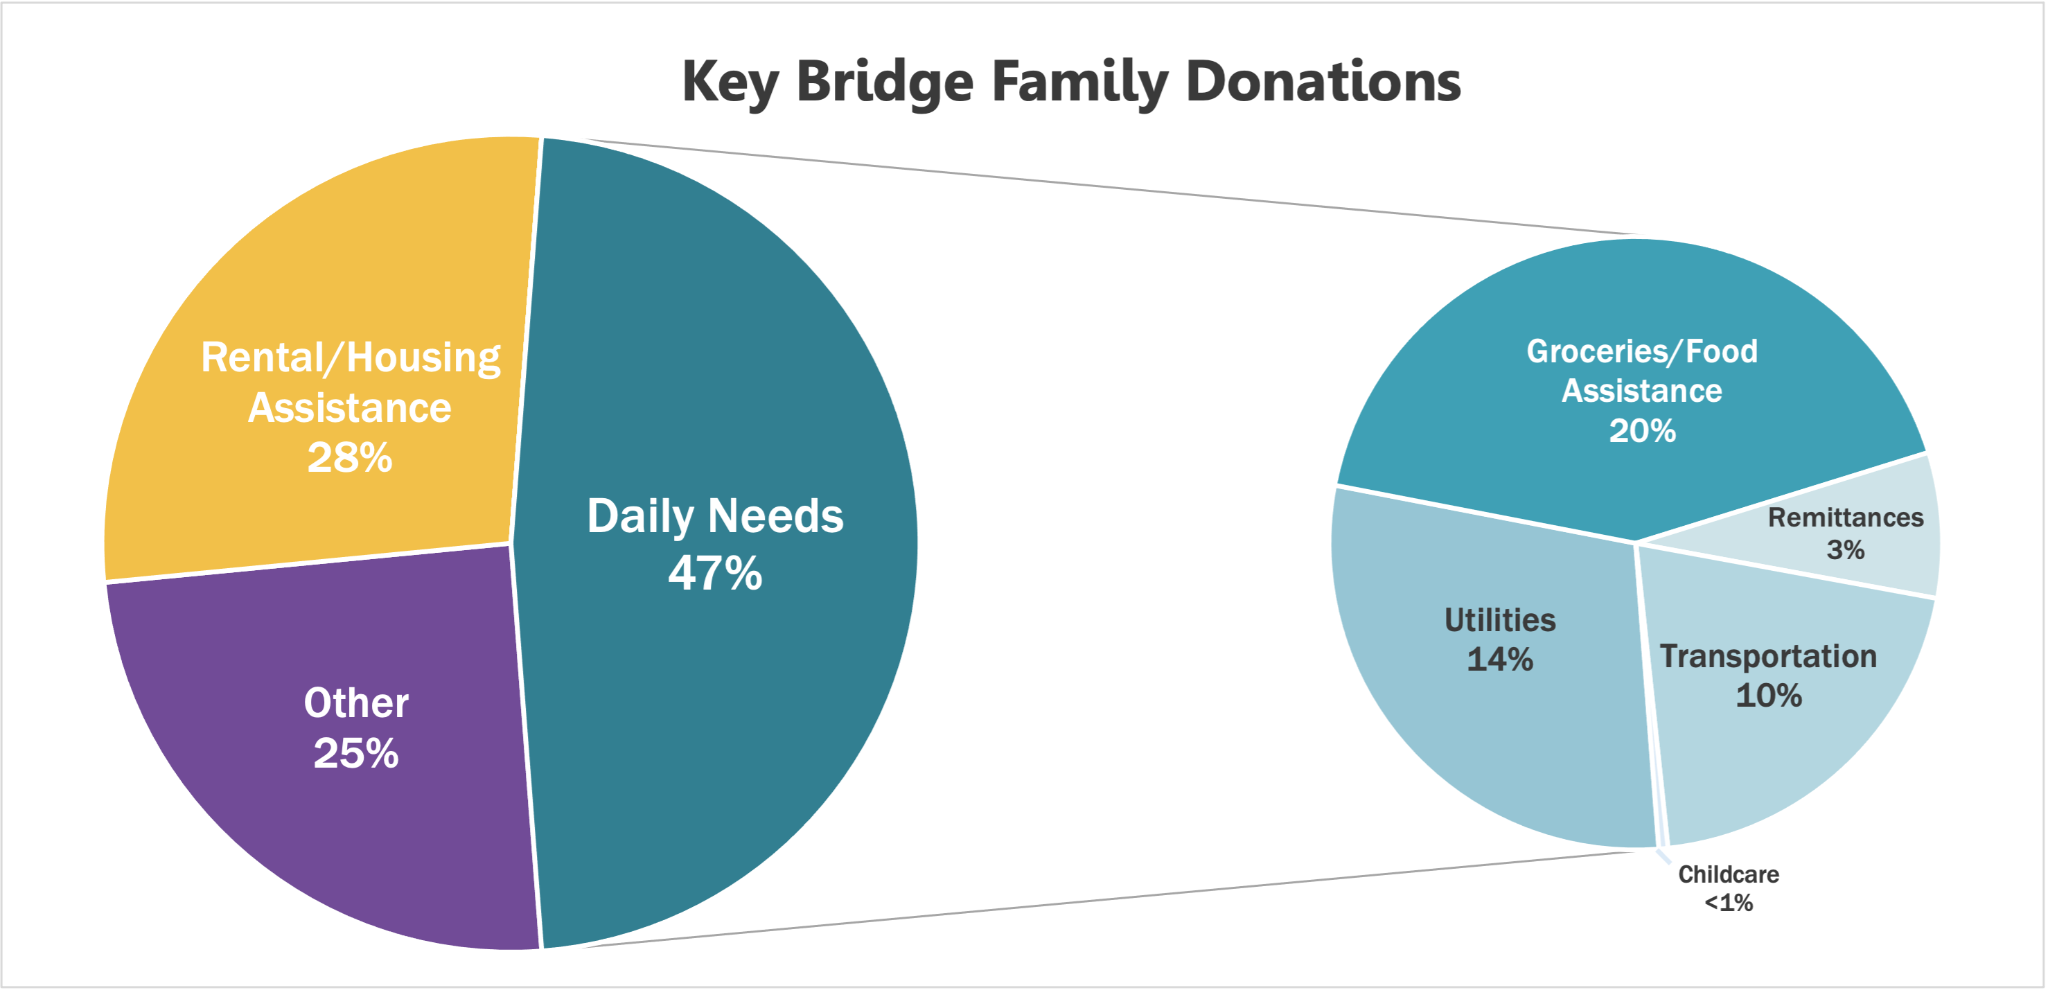 Key Bridge Family Donations
Rental/Housing
Assistance
28%
Daily Needs
47%
Other
25%
Groceries/Food
Assistance
20%
Remittances
3%
Utilities
14%
Transportation
10%
Childcare
<1%